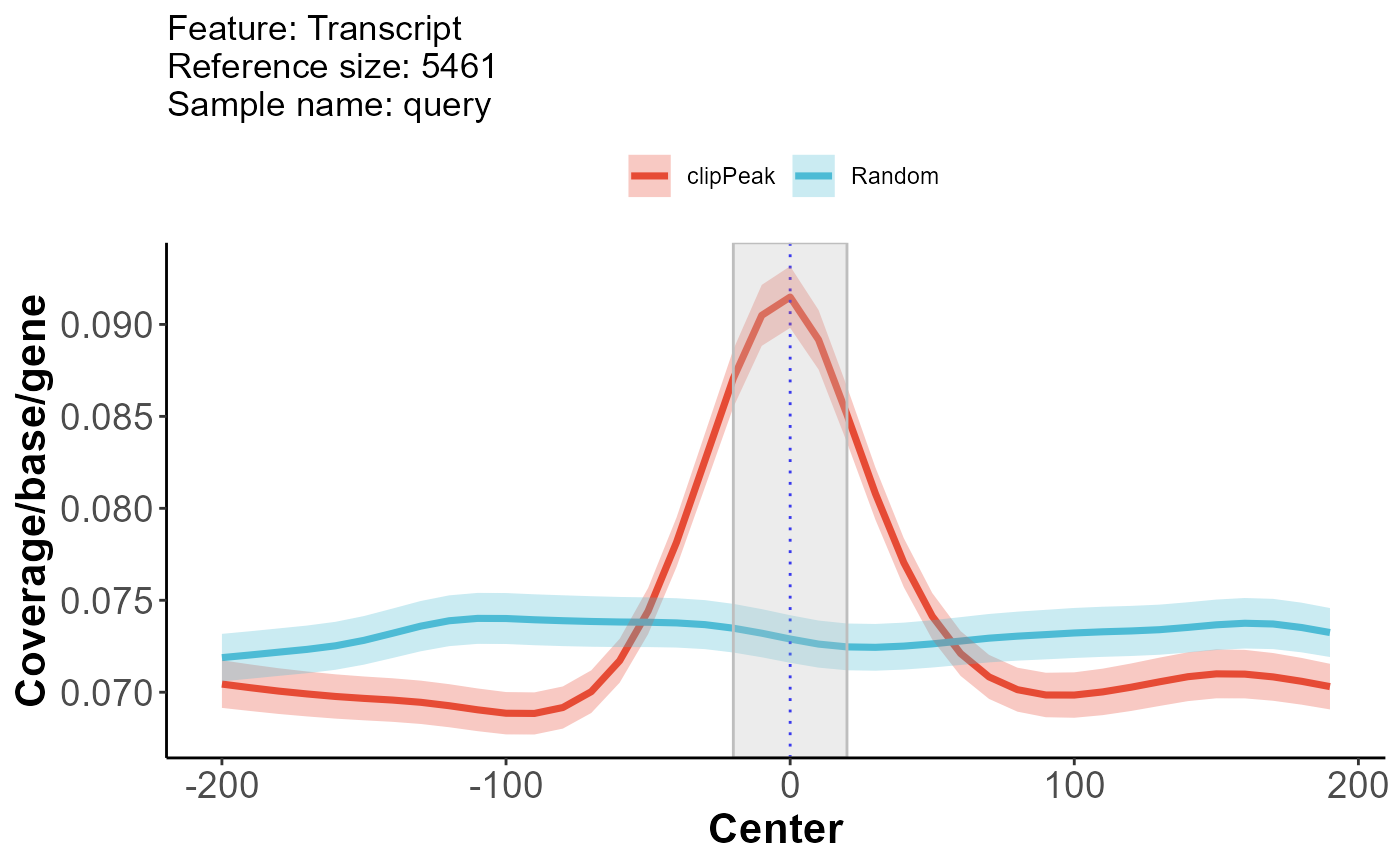 Feature: Transcript
Reference size: 5461
Sample name: query
clipPeak Random
Coverage/base/gene
0.090
0.085
0.080
0.075
0.070
-200 -100 0 100 200
Center